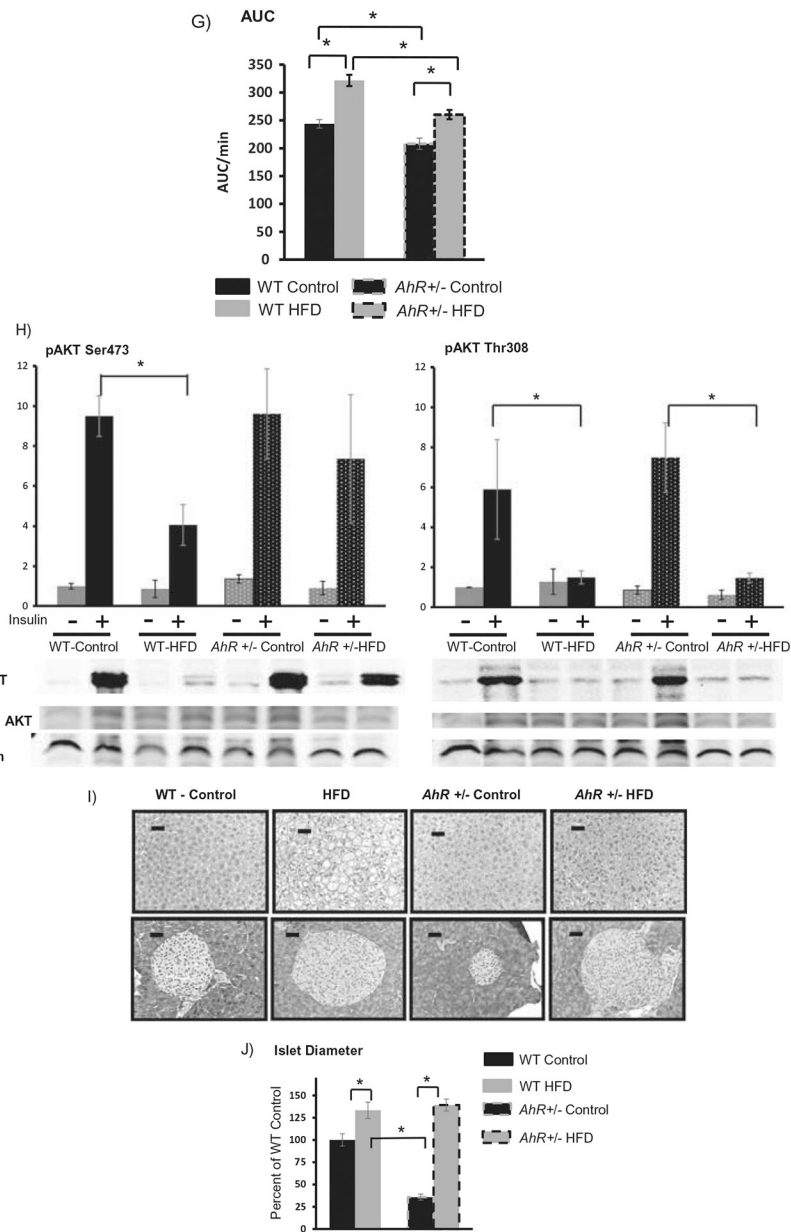 G)
AUC
* * * *
AUC/min
350
300
250
200
150
100
50
0
WT Control
AhR+/- Control
WT HFD
AhR+/- HFD
H)
pAKT Ser473
*
12
10
8
6
4
2
0
Insulin - + - + - + - +
WT-Control WT-HFD AhR +/- Control AhR +/-HFD
pAKT Thr308
* *
12
10
8
6
4
2
0
- + - + - + - +
WT-Control WT-HFD AhR +/- Control AhR +/-HFD
T
AKT
n
I)
WT - Control HFD AhR +/- Control AhR +/- HFD
J)
Islet Diameter
* * *
Percent of WT Control
150
125
100
75
50
25
0
WT Control
WT HFD
AhR+/- Control
AhR+/- HFD